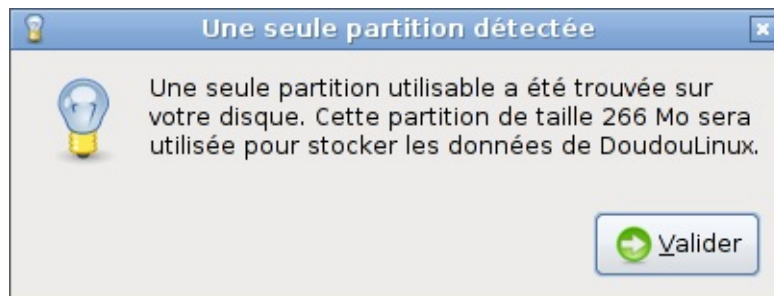 Une seule partition détectée
Une seule partition utilisable a été trouvée sur
votre disque. Cette partition de taille 266 Mo sera
utilisée pour stocker les données de DoudouLinux.
Valider